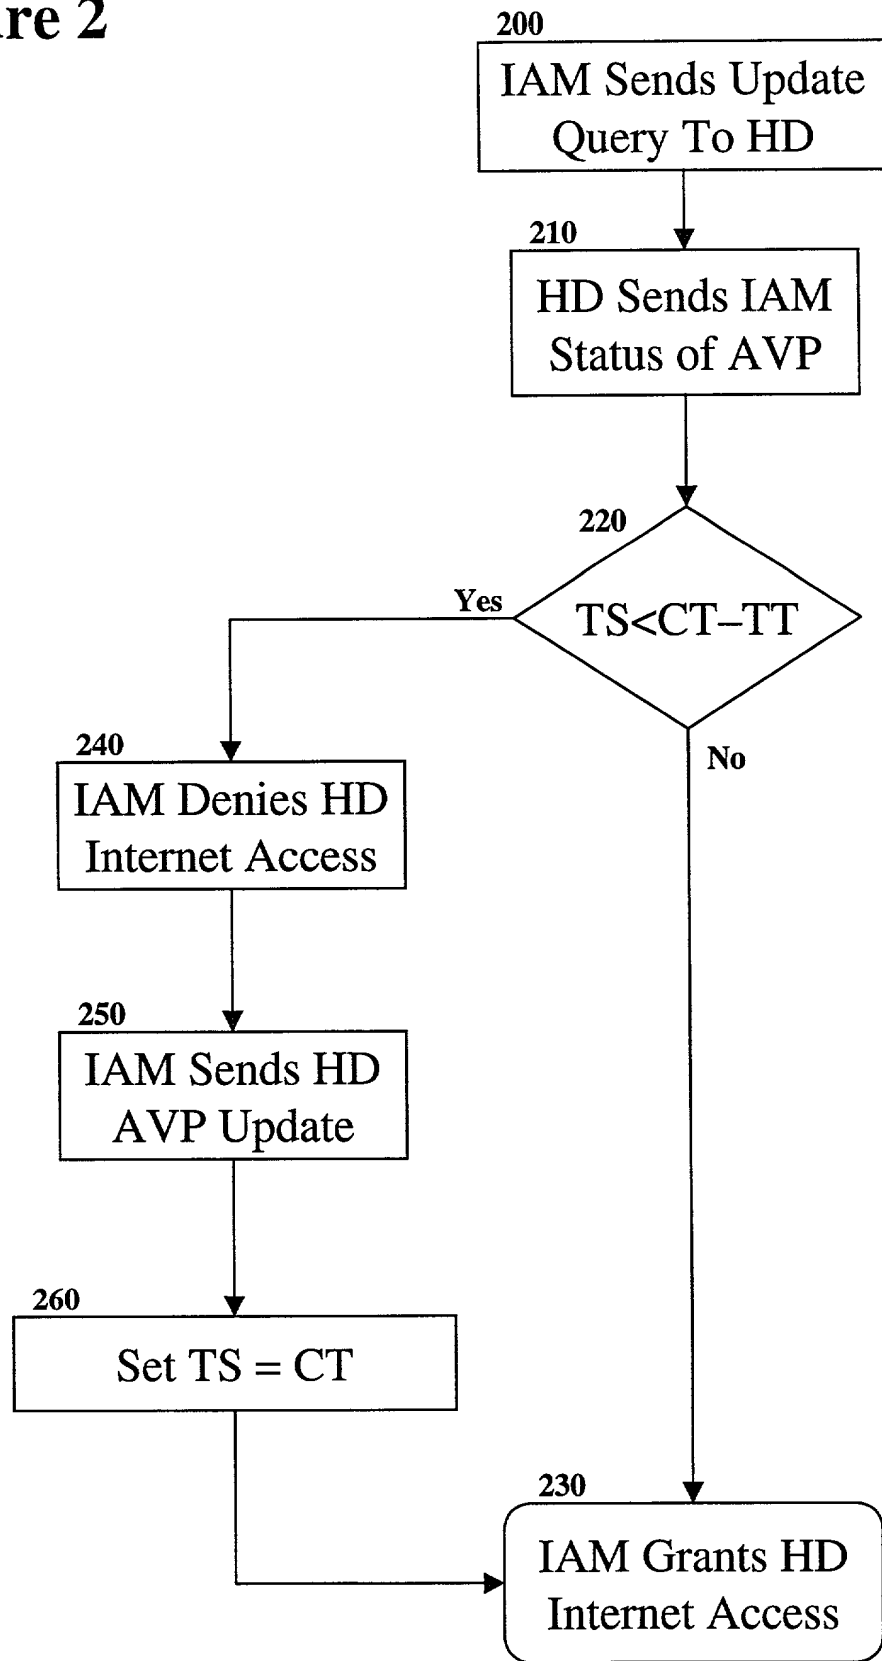 re 2
200
IAM Sends Update
Query To HD
210
HD Sends IAM
Status of AVP
220
TS<CT–TT
Yes
No
240
IAM Denies HD
Internet Access
250
IAM Sends HD
AVP Update
260
Set TS = CT
230
IAM Grants HD
Internet Access